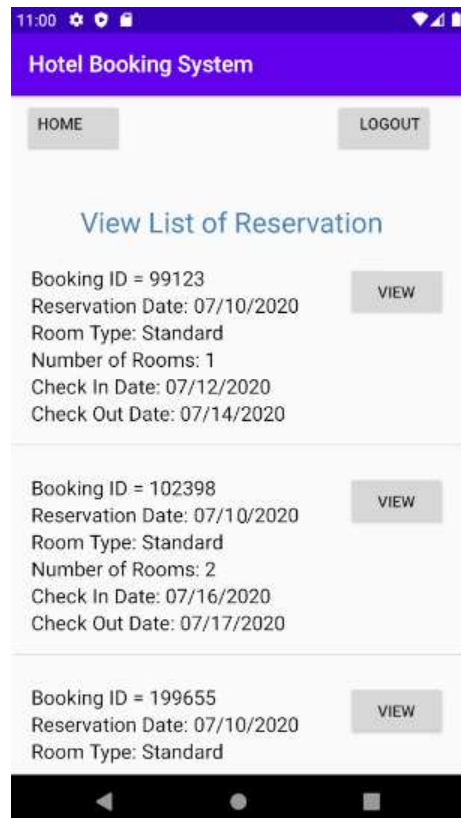 11:00
Hotel Booking System
HOME
LOGOUT
View List of Reservation
Booking ID = 99123
VIEW
Reservation Date: 07/10/2020
Room Type: Standard
Number of Rooms: 1
Check In Date: 07/12/2020
Check Out Date: 07/14/2020
Booking ID = 102398
VIEW
Reservation Date: 07/10/2020
Room Type: Standard
Number of Rooms: 2
Check In Date: 07/16/2020
Check Out Date: 07/17/2020
Booking ID = 199655
VIEW
Reservation Date: 07/10/2020
Room Type: Standard